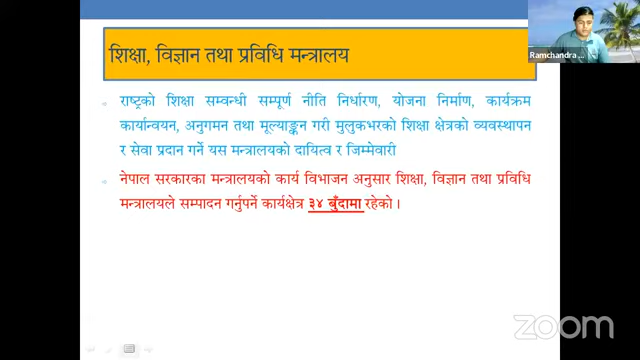 Ramchandra ...
शिक्षा, विज्ञान तथा प्रविधि मन्त्रालय
राष्ट्रको शिक्षा सम्वन्धी सम्पूर्ण नीति निर्धारण, योजना निर्माण, कार्यक्रम
कार्यान्वयन, अनुगमन तथा मूल्याङ्कन गरी मुलुकभरको शिक्षा क्षेत्रको व्यवस्थापन
र सेवा प्रदान गर्ने यस मन्त्रालयको दायित्व र जिम्मेवारी
नेपाल सरकारका मन्त्रालयको कार्य विभाजन अनुसार शिक्षा, विज्ञान तथा प्रविधि
मन्त्रालयले सम्पादन गर्नुपर्ने कार्यक्षेत्र ३४ बुँदामा रहेको ।
zoom